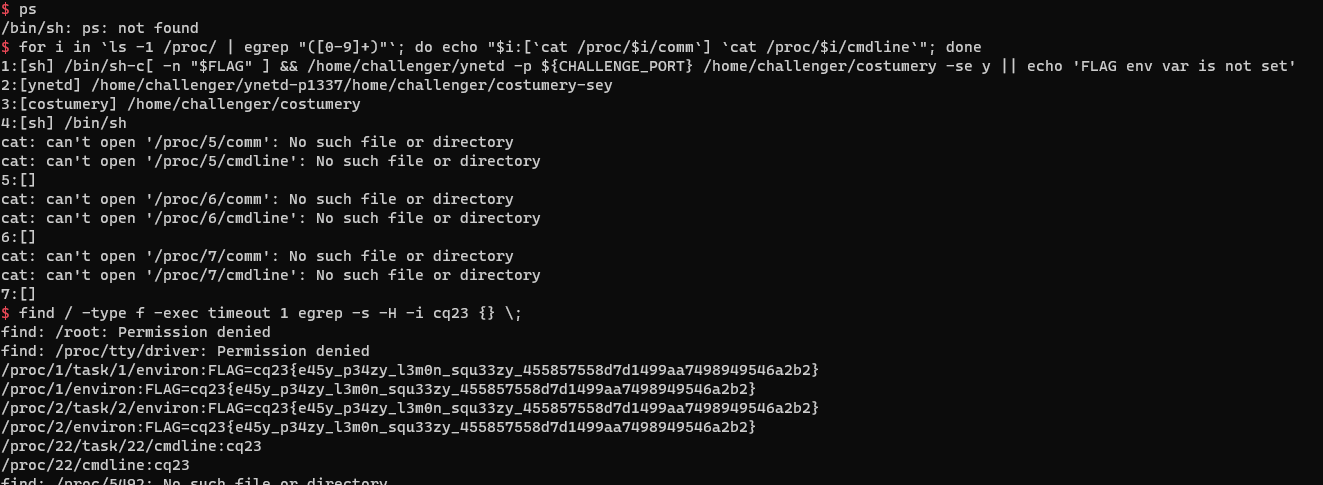 $ ps
/bin/sh: ps: not found
$ for i in `ls -1 /proc/ | egrep "([0-9]+)"`; do echo "$i:[`cat /proc/$i/comm`] `cat /proc/$i/cmdline`"; done
1:[sh] /bin/sh-c[ -n "$FLAG" ] && /home/challenger/ynetd -p ${CHALLENGE_PORT} /home/challenger/costumery -se y || echo 'FLAG env var is not set'
2:[ynetd] /home/challenger/ynetd-p1337/home/challenger/costumery-sey
3:[costumery] /home/challenger/costumery
4:[sh] /bin/sh
cat: can't open '/proc/5/comm': No such file or directory
cat: can't open '/proc/5/cmdline': No such file or directory
5:[]
cat: can't open '/proc/6/comm': No such file or directory
cat: can't open '/proc/6/cmdline': No such file or directory
6:[]
cat: can't open '/proc/7/comm': No such file or directory
cat: can't open '/proc/7/cmdline': No such file or directory
7:[]
$ find / -type f -exec timeout 1 egrep -s -H -i cq23 {} \;
find: /root: Permission denied
find: /proc/tty/driver: Permission denied
/proc/1/task/1/environ:FLAG=cq23{e45y_p34zy_l3m0n_squ33zy_455857558d7d1499aa7498949546a2b2}
/proc/1/environ:FLAG=cq23{e45y_p34zy_l3m0n_squ33zy_455857558d7d1499aa7498949546a2b2}
/proc/2/task/2/environ:FLAG=cq23{e45y_p34zy_l3m0n_squ33zy_455857558d7d1499aa7498949546a2b2}
/proc/2/environ:FLAG=cq23{e45y_p34zy_l3m0n_squ33zy_455857558d7d1499aa7498949546a2b2}
/proc/22/task/22/cmdline:cq23
/proc/22/cmdline:cq23
find: /proc/5492: No such file or directory